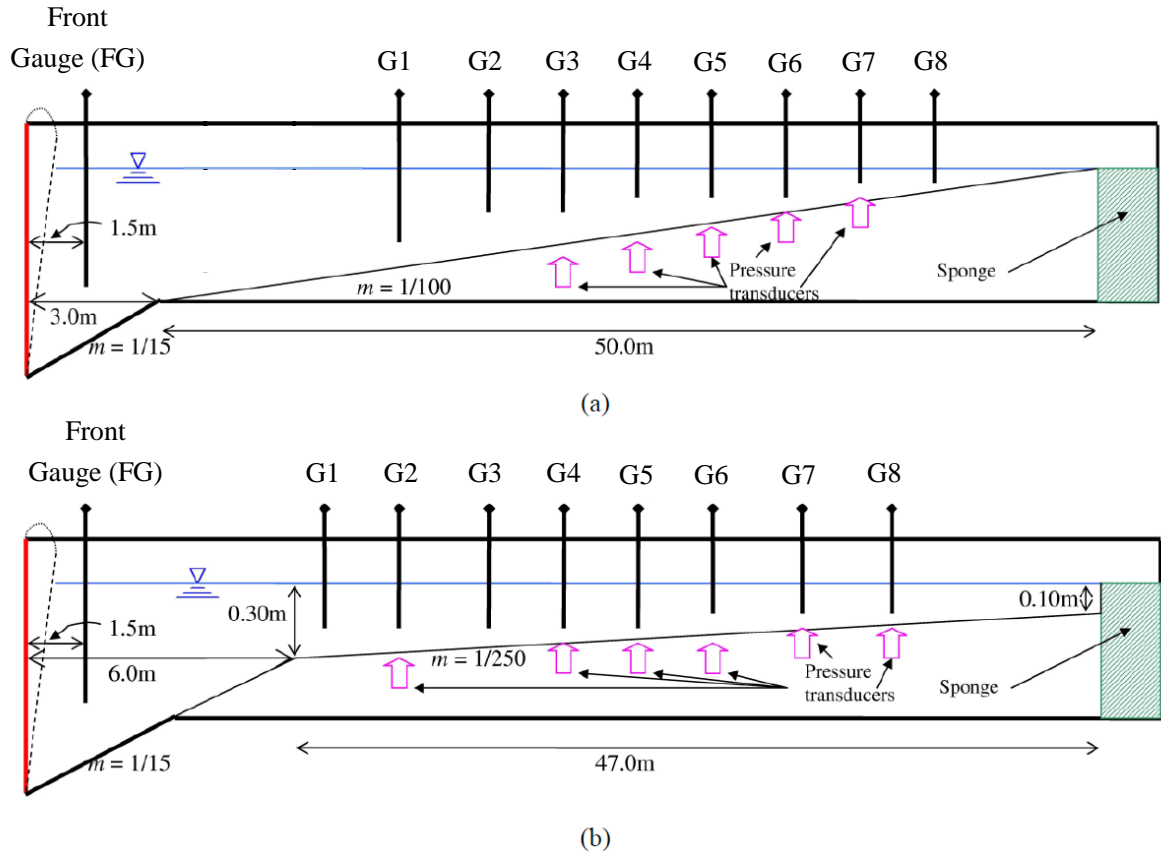 Front
Gauge (FG)
G1
G2
G3
G4
G5
G6
G7
G8
1.5m
3.0m
m = 1/15
m = 1/100
Pressure
transducers
Sponge
50.0m
(a)
Front
Gauge (FG)
G1
G2
G3
G4
G5
G6
G7
G8
0.30m
0.10m
1.5m
6.0m
m = 1/250
Pressure
transducers
Sponge
m = 1/15
47.0m
(b)